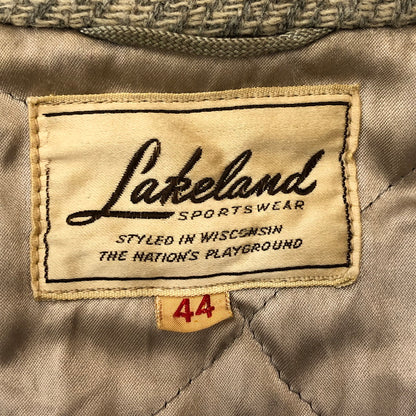 Lakeland
SPORTSWEAR
STYLED IN WISCONSIN
THE NATION'S PLAYGROUND
44